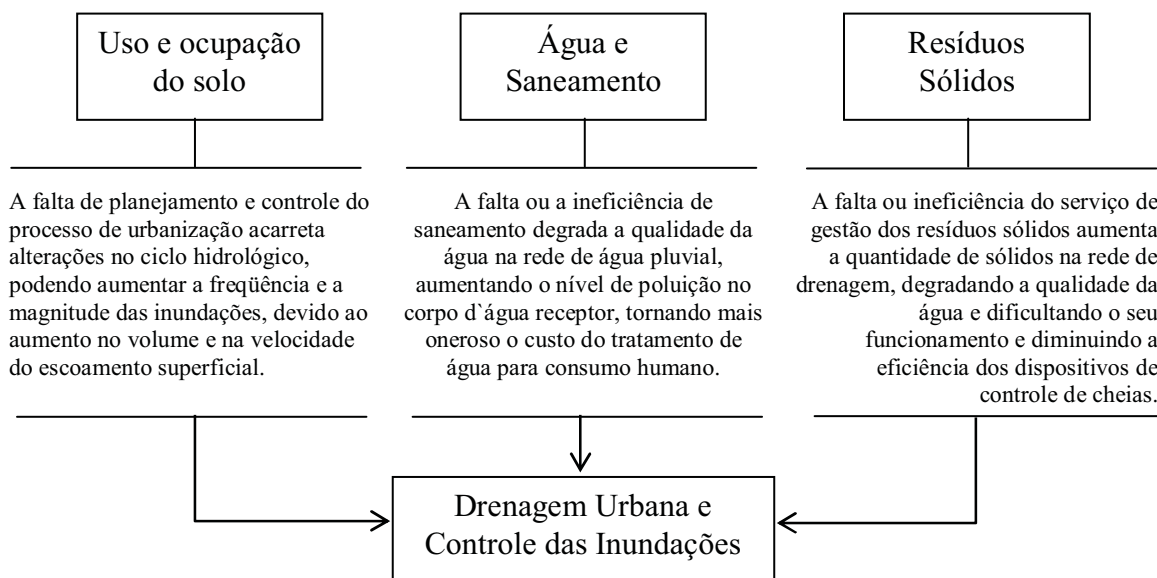 Uso e ocupação
do solo
A falta de planejamento e controle do
processo de urbanização acarreta
alterações no ciclo hidrológico,
podendo aumentar a freqüência e a
magnitude das inundações, devido ao
aumento no volume e na velocidade
do escoamento superficial.
Água e
Saneamento
A falta ou a ineficiência de
saneamento degrada a qualidade da
água na rede de água pluvial,
aumentando o nível de poluição no
corpo d`água receptor, tornando mais
oneroso o custo do tratamento de
água para consumo humano.
Resíduos
Sólidos
A falta ou ineficiência do serviço de
gestão dos resíduos sólidos aumenta
a quantidade de sólidos na rede de
drenagem, degradando a qualidade da
água e dificultando o seu
funcionamento e diminuindo a
eficiência dos dispositivos de
controle de cheias.
Drenagem Urbana e
Controle das Inundações